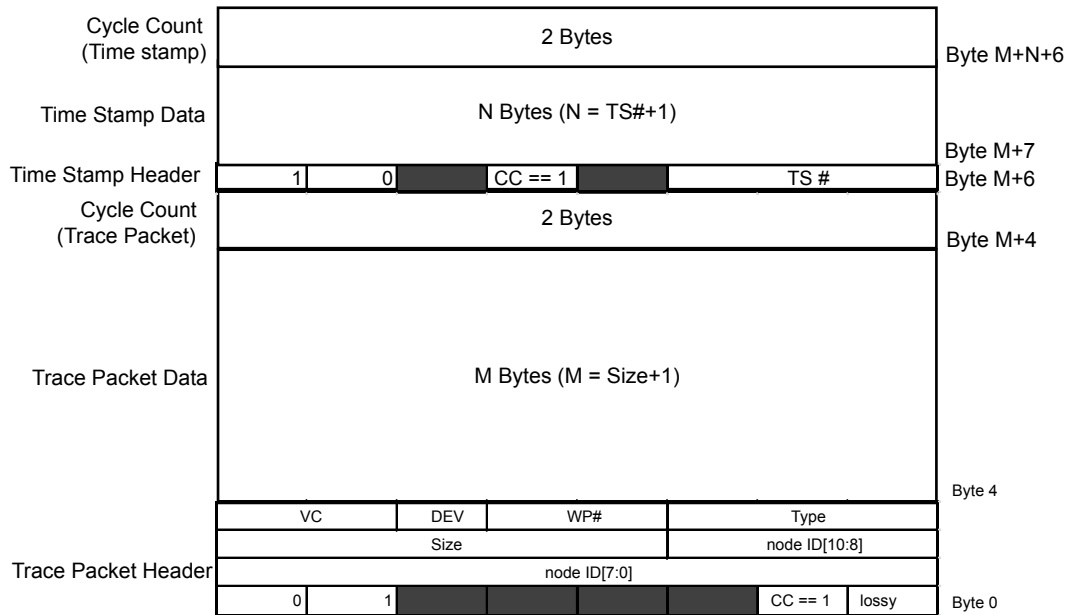 Cycle Count
(Time stamp)
2 Bytes
Byte M+N+6
Time Stamp Data
N Bytes (N = TS#+1)
Byte M+7
Time Stamp Header
1 0 CC == 1 TS #
Byte M+6
Cycle Count
(Trace Packet)
2 Bytes
Byte M+4
Trace Packet Data
M Bytes (M = Size+1)
Byte 4
VC DEV WP# Type
Size node ID[10:8]
Trace Packet Header
node ID[7:0]
0 1 CC == 1 lossy
Byte 0